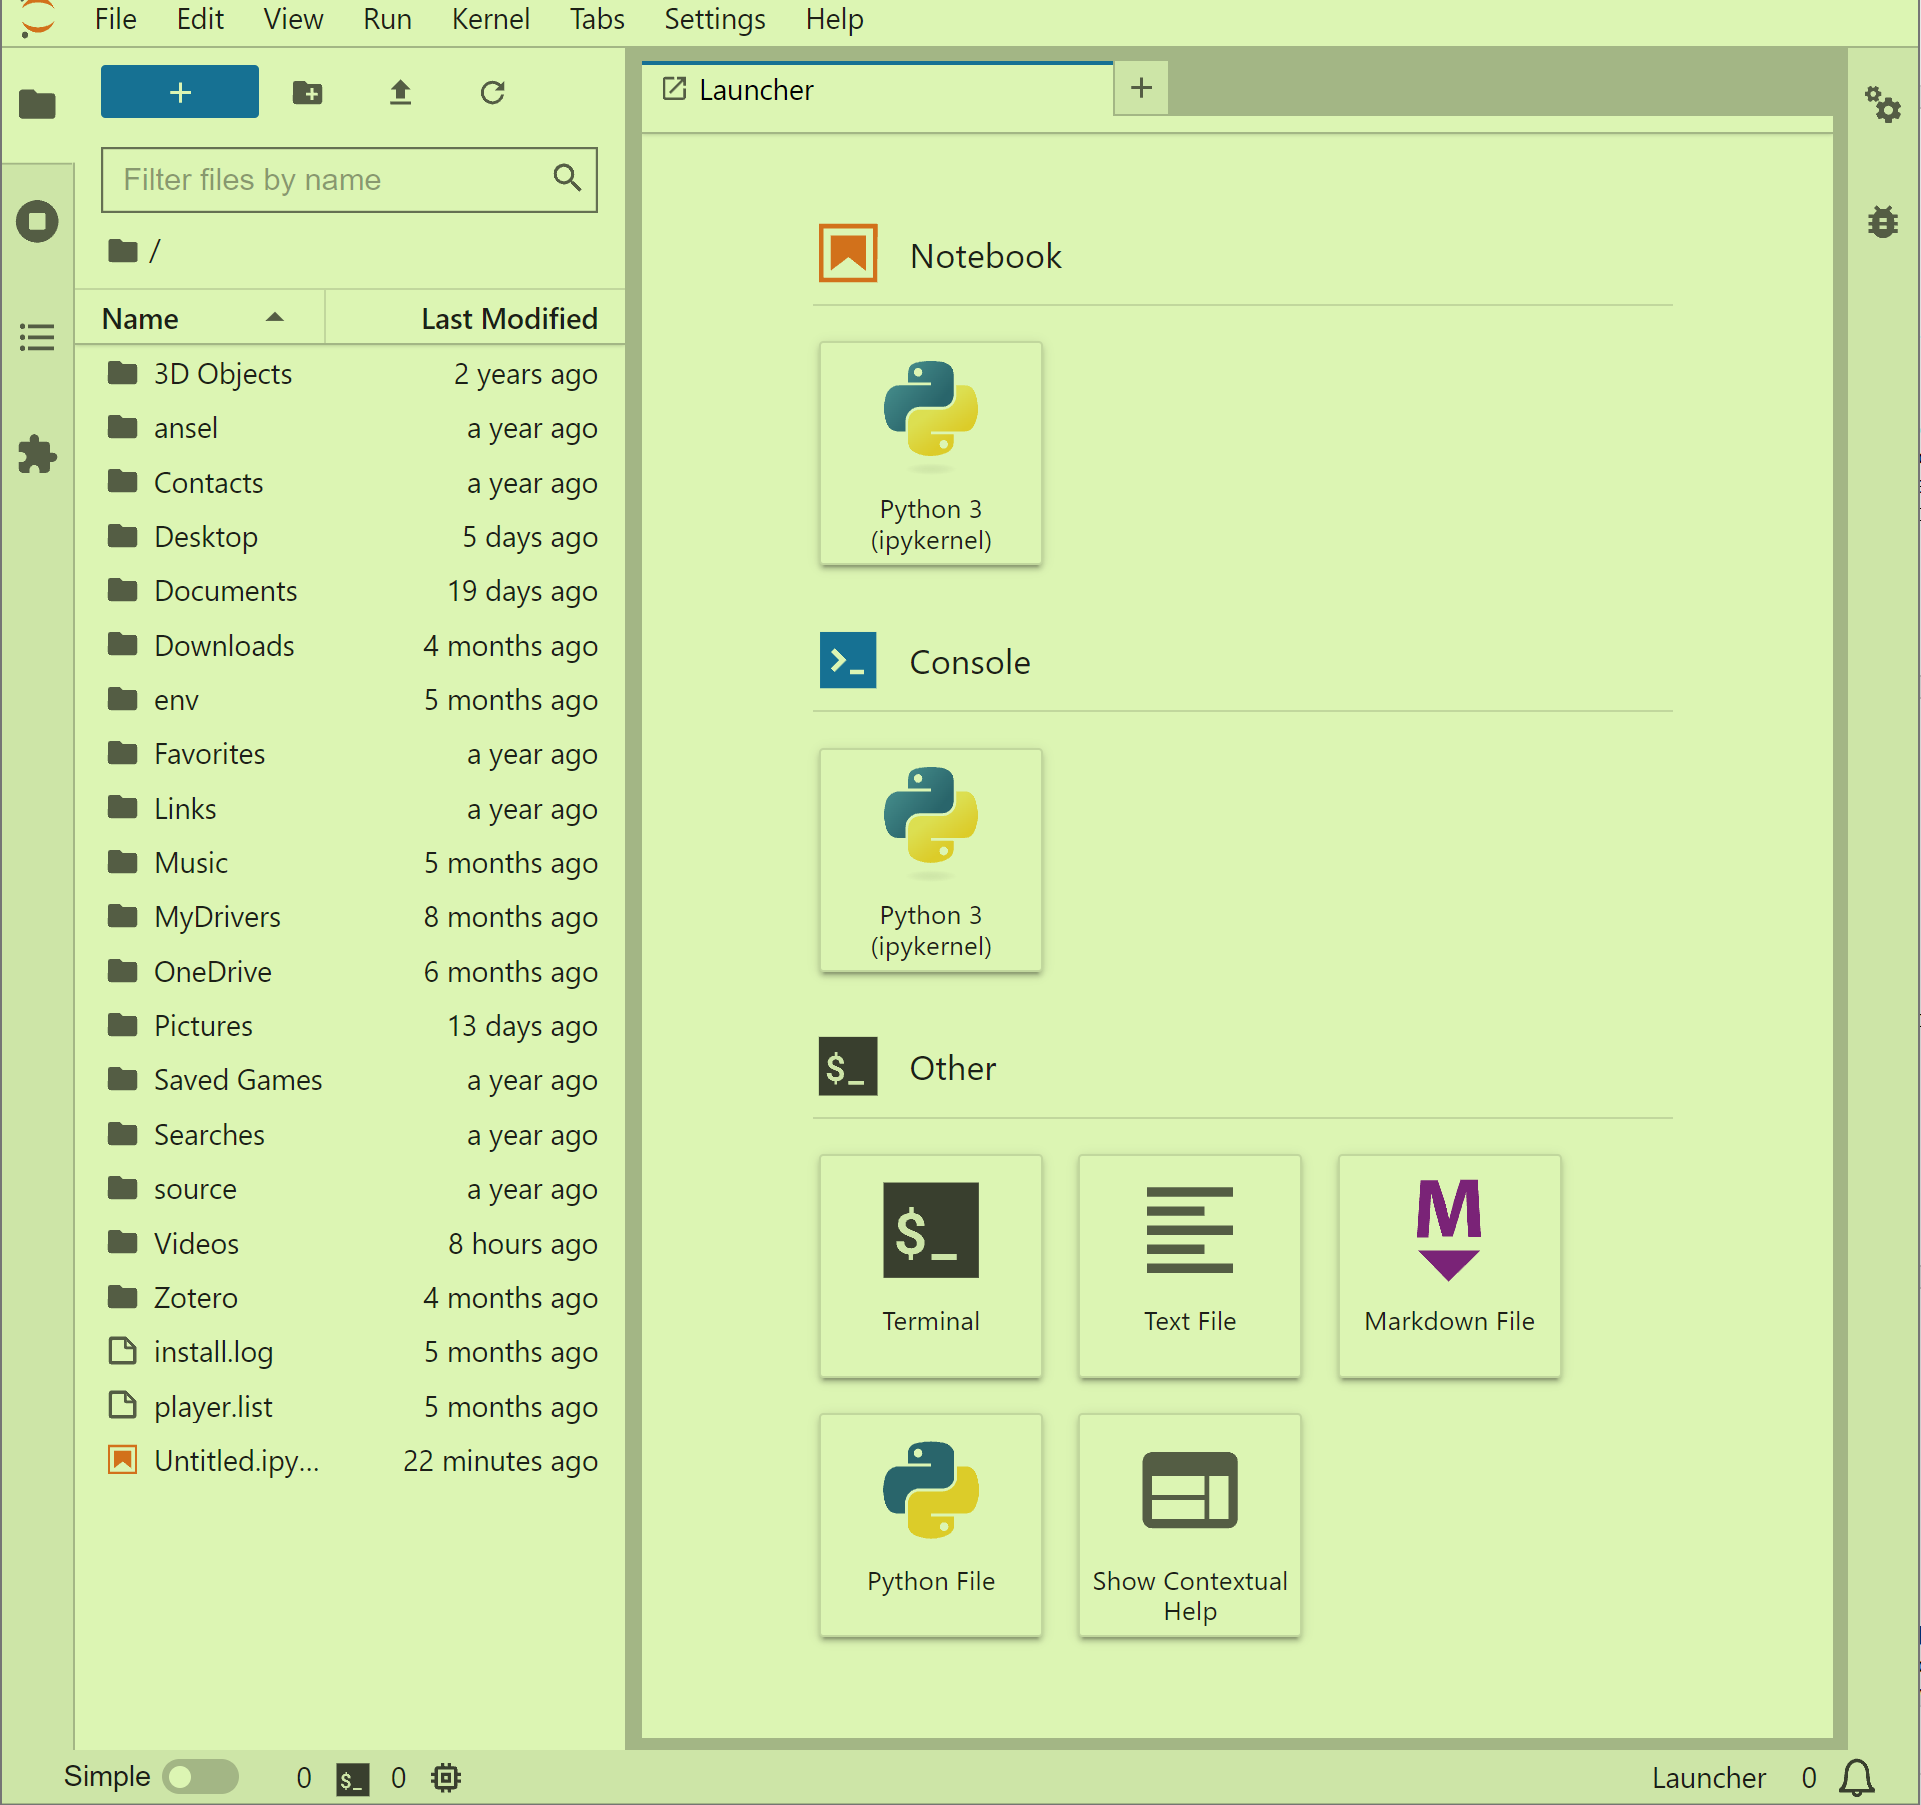 File Edit View Run Kernel Tabs Settings Help
+
Launcher
+
Filter files by name
/
Name Last Modified
3D Objects 2 years ago
ansel a year ago
Contacts a year ago
Desktop 5 days ago
Documents 19 days ago
Downloads 4 months ago
env 5 months ago
Favorites a year ago
Links a year ago
Music 5 months ago
MyDrivers 8 months ago
OneDrive 6 months ago
Pictures 13 days ago
Saved Games a year ago
Searches a year ago
source a year ago
Videos 8 hours ago
Zotero 4 months ago
install.log 5 months ago
player.list 5 months ago
Untitled.ipy... 22 minutes ago
Notebook
Python 3
(ipykernel)
Console
Python 3
(ipykernel)
$_ Other
$_
Terminal
Text File
M
Markdown File
Python File
Show Contextual
Help
Simple 0 $_ 0
Launcher 0